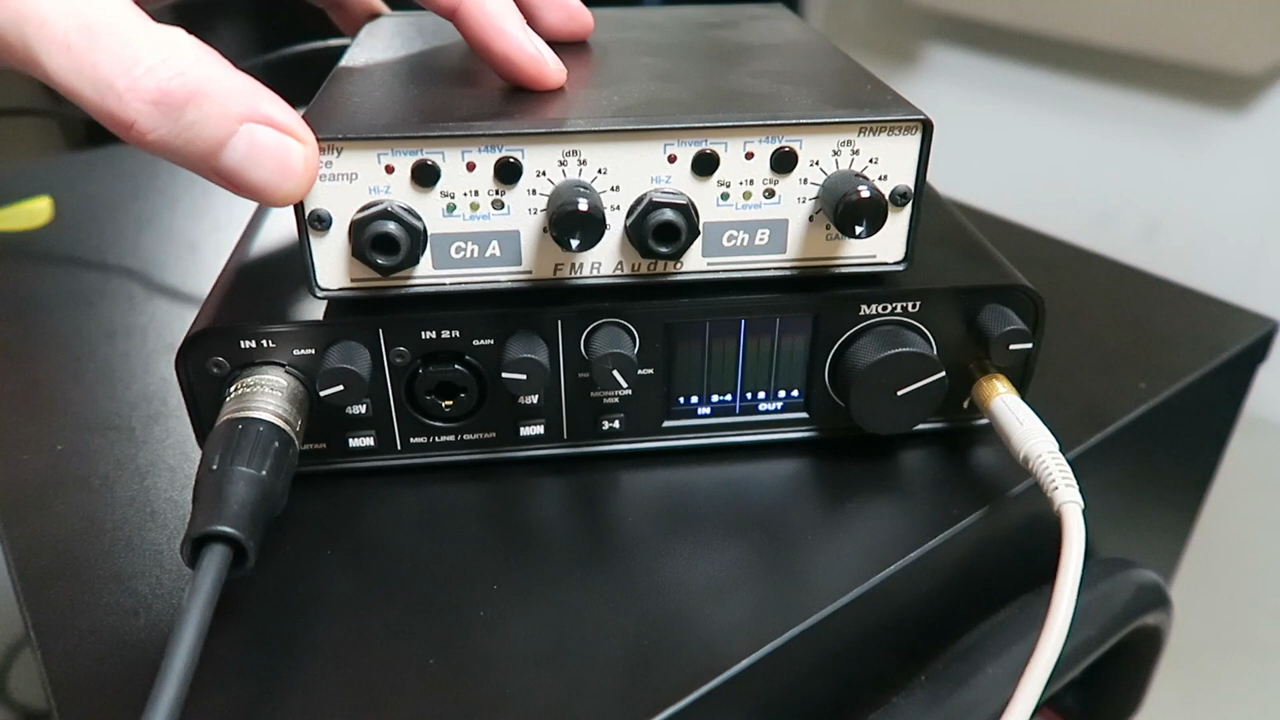 RNP8380
ally
ce
eamp
Invert
+48V
Hi-Z
Sig +18 Clip
Level
(dB)
12 18 24 30 36 42 48 54
Ch A
Invert
+48V
Hi-Z
Sig +18 Clip
Level
(dB)
0 6 12 18 24 30 36 42 48
GAIN
Ch B
FMR Audio
IN 1L
GAIN
48V
MON
UITAR
IN 2R
GAIN
48V
MON
MIC / LINE / GUITAR
MONITOR
MIX
3-4
1 2 3-4 1 2 3 4
IN OUT
MOTU